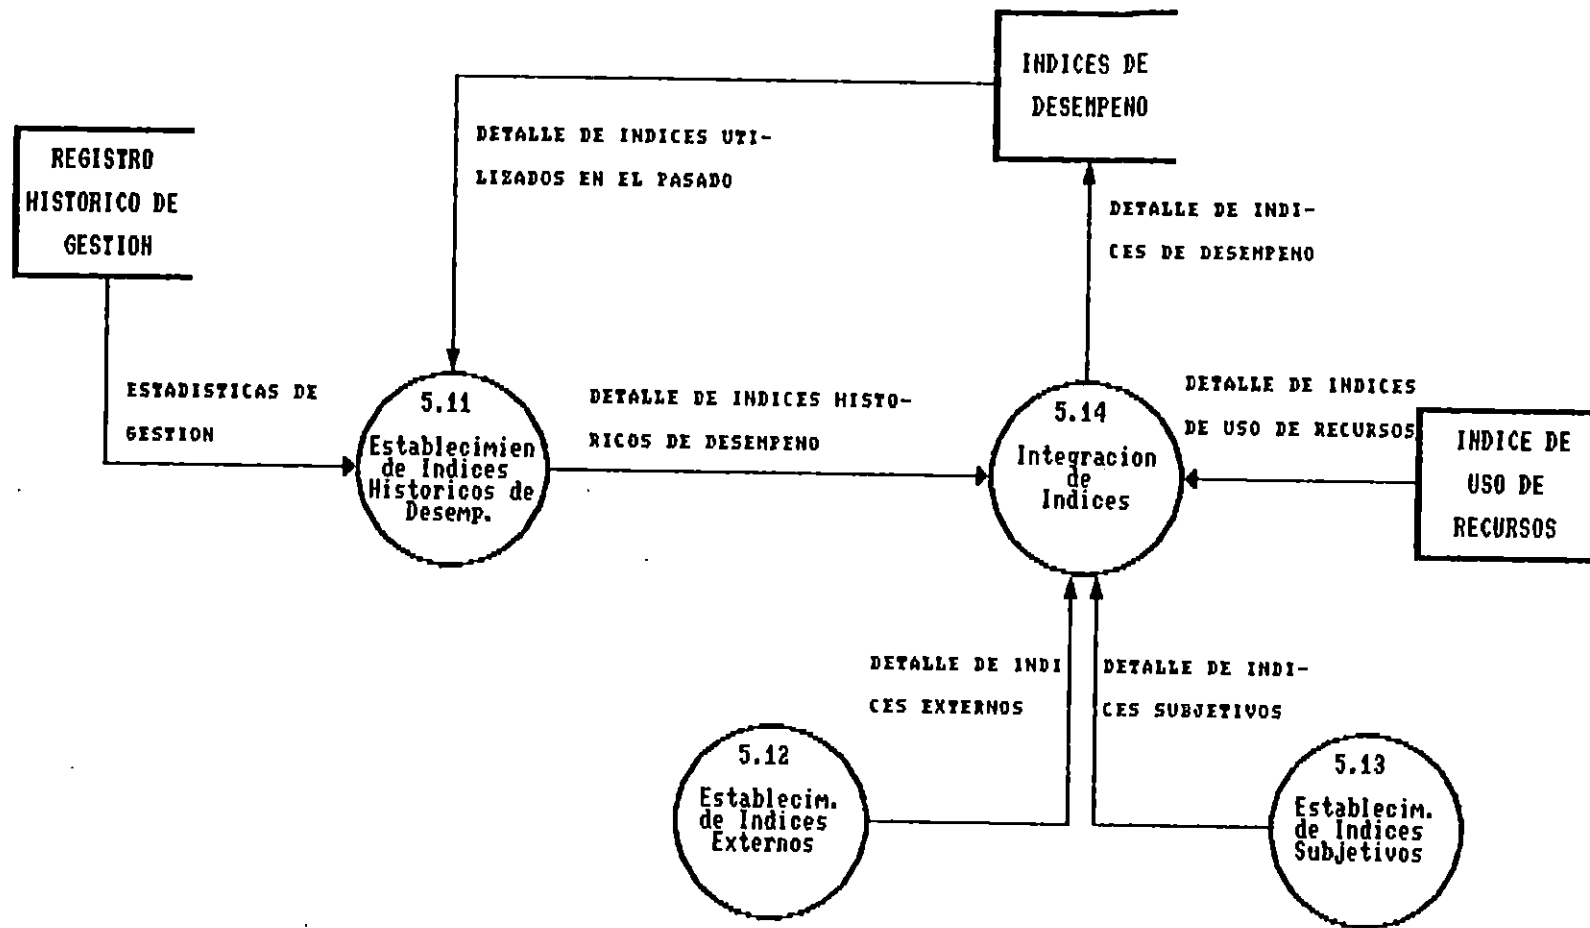 INDICES DE
DESEMPENO
DETALLE DE INDICES UTI-
LIZADOS EN EL PASADO
REGISTRO
HISTORICO DE
GESTION
DETALLE DE INDI-
CES DE DESEMPENO
ESTADISTICAS DE
GESTION
5.11
Establecimien
de Indices
Historicos de
Desemp.
DETALLE DE INDICES HISTO-
RICOS DE DESEMPENO
5.14
Integracion
de
Indices
DETALLE DE INDICES
DE USO DE RECURSOS
INDICE DE
USO DE
RECURSOS
DETALLE DE INDI
CES EXTERNOS
DETALLE DE INDI-
CES SUBJETIVOS
5.12
Establecim.
de Indices
Externos
5.13
Establecim.
de Indices
Subjetivos